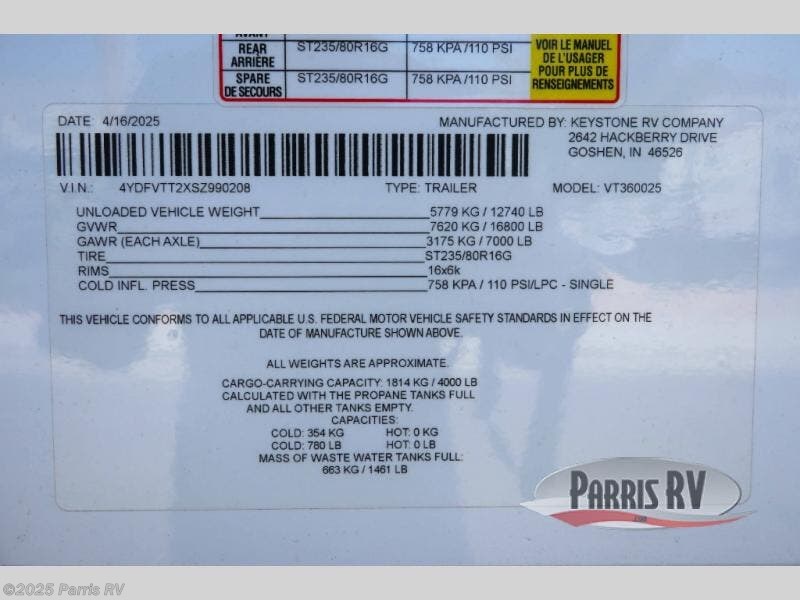 AVANT
REAR ARRIÈRE ST235/80R16G 758 KPA /110 PSI
SPARE DE SECOURS ST235/80R16G 758 KPA /110 PSI
VOIR LE MANUEL
DE L'USAGER
POUR PLUS DE
RENSEIGNEMENTS
DATE: 4/16/2025 MANUFACTURED BY: KEYSTONE RV COMPANY
2642 HACKBERRY DRIVE
GOSHEN, IN 46526
V.I.N.: 4YDFVTT2XSZ990208 TYPE: TRAILER MODEL: VT360025
UNLOADED VEHICLE WEIGHT 5779 KG / 12740 LB
GVWR 7620 KG / 16800 LB
GAWR (EACH AXLE) 3175 KG / 7000 LB
TIRE ST235/80R16G
RIMS 16x6k
COLD INFL. PRESS 758 KPA / 110 PSI/LPC - SINGLE
THIS VEHICLE CONFORMS TO ALL APPLICABLE U.S. FEDERAL MOTOR VEHICLE SAFETY STANDARDS IN EFFECT ON THE
DATE OF MANUFACTURE SHOWN ABOVE.
ALL WEIGHTS ARE APPROXIMATE.
CARGO-CARRYING CAPACITY: 1814 KG / 4000 LB
CALCULATED WITH THE PROPANE TANKS FULL
AND ALL OTHER TANKS EMPTY.
CAPACITIES:
COLD: 354 KG HOT: 0 KG
COLD: 780 LB HOT: 0 LB
MASS OF WASTE WATER TANKS FULL:
663 KG / 1461 LB
PARRIS RV
©2025 Parris RV